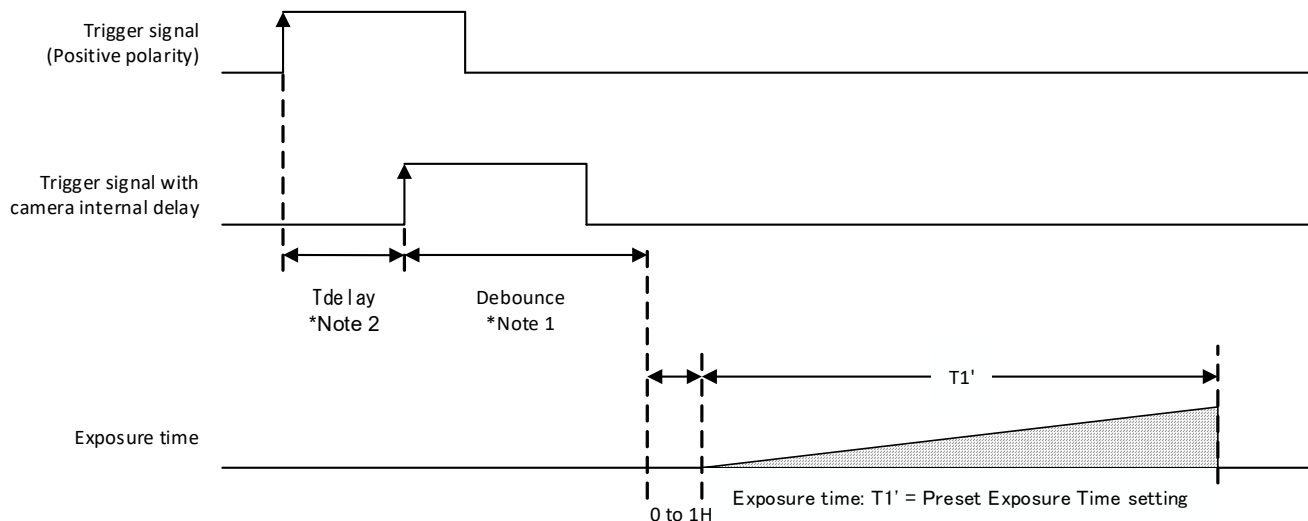 Trigger signal
(Positive polarity)
Trigger signal with
camera internal delay
Tdelay
*Note 2
Debounce
*Note 1
T1'
Exposure time
0 to 1H
Exposure time: T1' = Preset Exposure Time setting